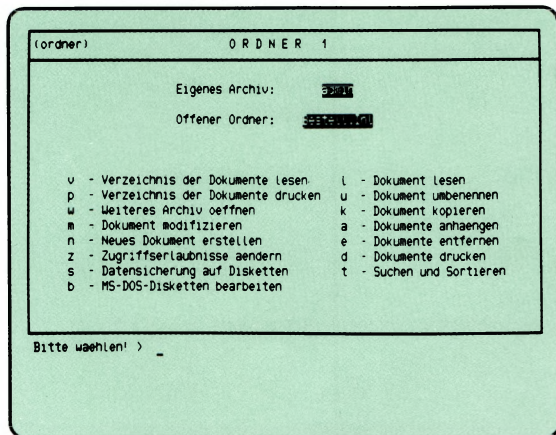 (ordner) ORDNER 1
Eigenes Archiv: admin
Offener Ordner:
v - Verzeichnis der Dokumente lesen l - Dokument lesen
p - Verzeichnis der Dokumente drucken u - Dokument umbenennen
w - Weiteres Archiv oeffnen k - Dokument kopieren
m - Dokument modifizieren a - Dokumente anhaengen
n - Neues Dokument erstellen e - Dokumente entfernen
z - Zugriffserlaubnisse aendern d - Dokumente drucken
s - Datensicherung auf Disketten t - Suchen und Sortieren
b - MS-DOS-Disketten bearbeiten
Bitte waehlen! > _